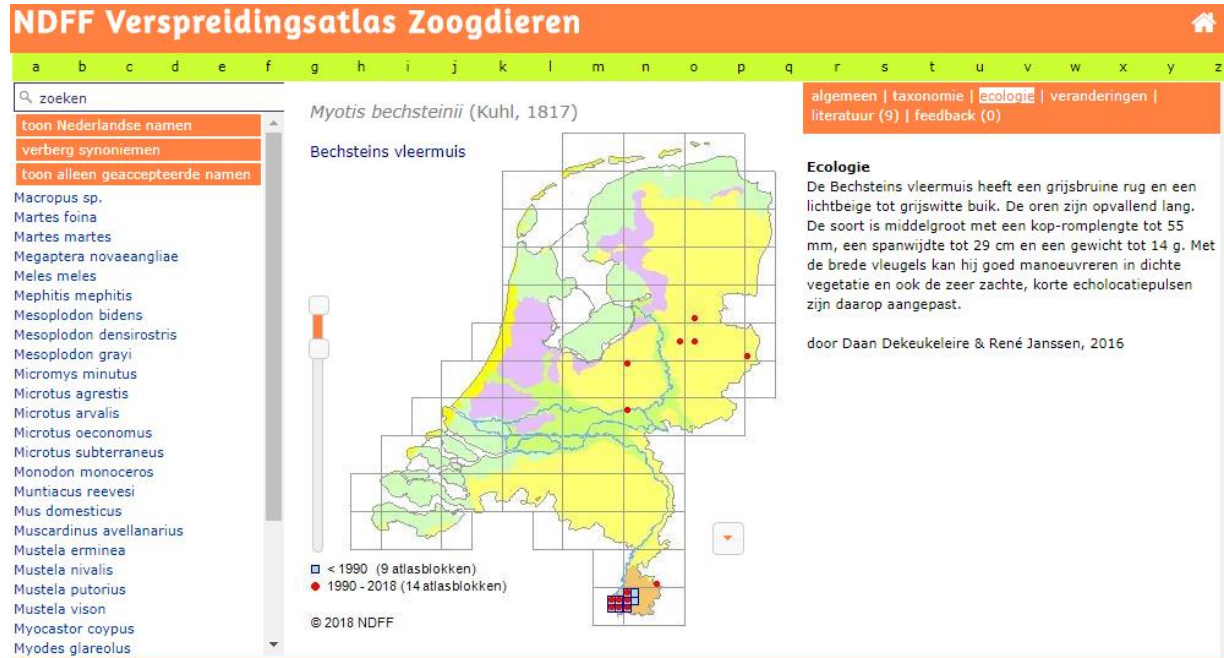 NDFF Verspreidingsatlas Zoogdieren
a b c d e f g h i j k l m n o p q r s t u v w x y z
zoeken
toon Nederlandse namen
verberg synoniemen
toon alleen geaccepteerde namen
Macropus sp.
Martes foina
Martes martes
Megaptera novaeangliae
Meles meles
Mephitis mephitis
Mesoplodon bidens
Mesoplodon densirostris
Mesoplodon grayi
Micromys minutus
Microtus agrestis
Microtus arvalis
Microtus oeconomus
Microtus subterraneus
Monodon monoceros
Muntiacus reevesi
Mus domesticus
Muscardinus avellanarius
Mustela erminea
Mustela nivalis
Mustela putorius
Mustela vison
Myocastor coypus
Myodes glareolus
Myotis bechsteinii (Kuhl, 1817)
Bechsteins vleermuis
< 1990 (9 atlasblokken)
1990 - 2018 (14 atlasblokken)
© 2018 NDFF
algemeen | taxonomie | ecologie | veranderingen |
literatuur (9) | feedback (0)
Ecologie
De Bechsteins vleermuis heeft een grijsbruine rug en een
lichtbeige tot grijswitte buik. De oren zijn opvallend lang.
De soort is middelgroot met een kop-romplengte tot 55
mm, een spanwijdte tot 29 cm en een gewicht tot 14 g. Met
de brede vleugels kan hij goed manoeuvreren in dichte
vegetatie en ook de zeer zachte, korte echolocatiepulsen
zijn daarop aangepast.
door Daan Dekeukeleire & René Janssen, 2016